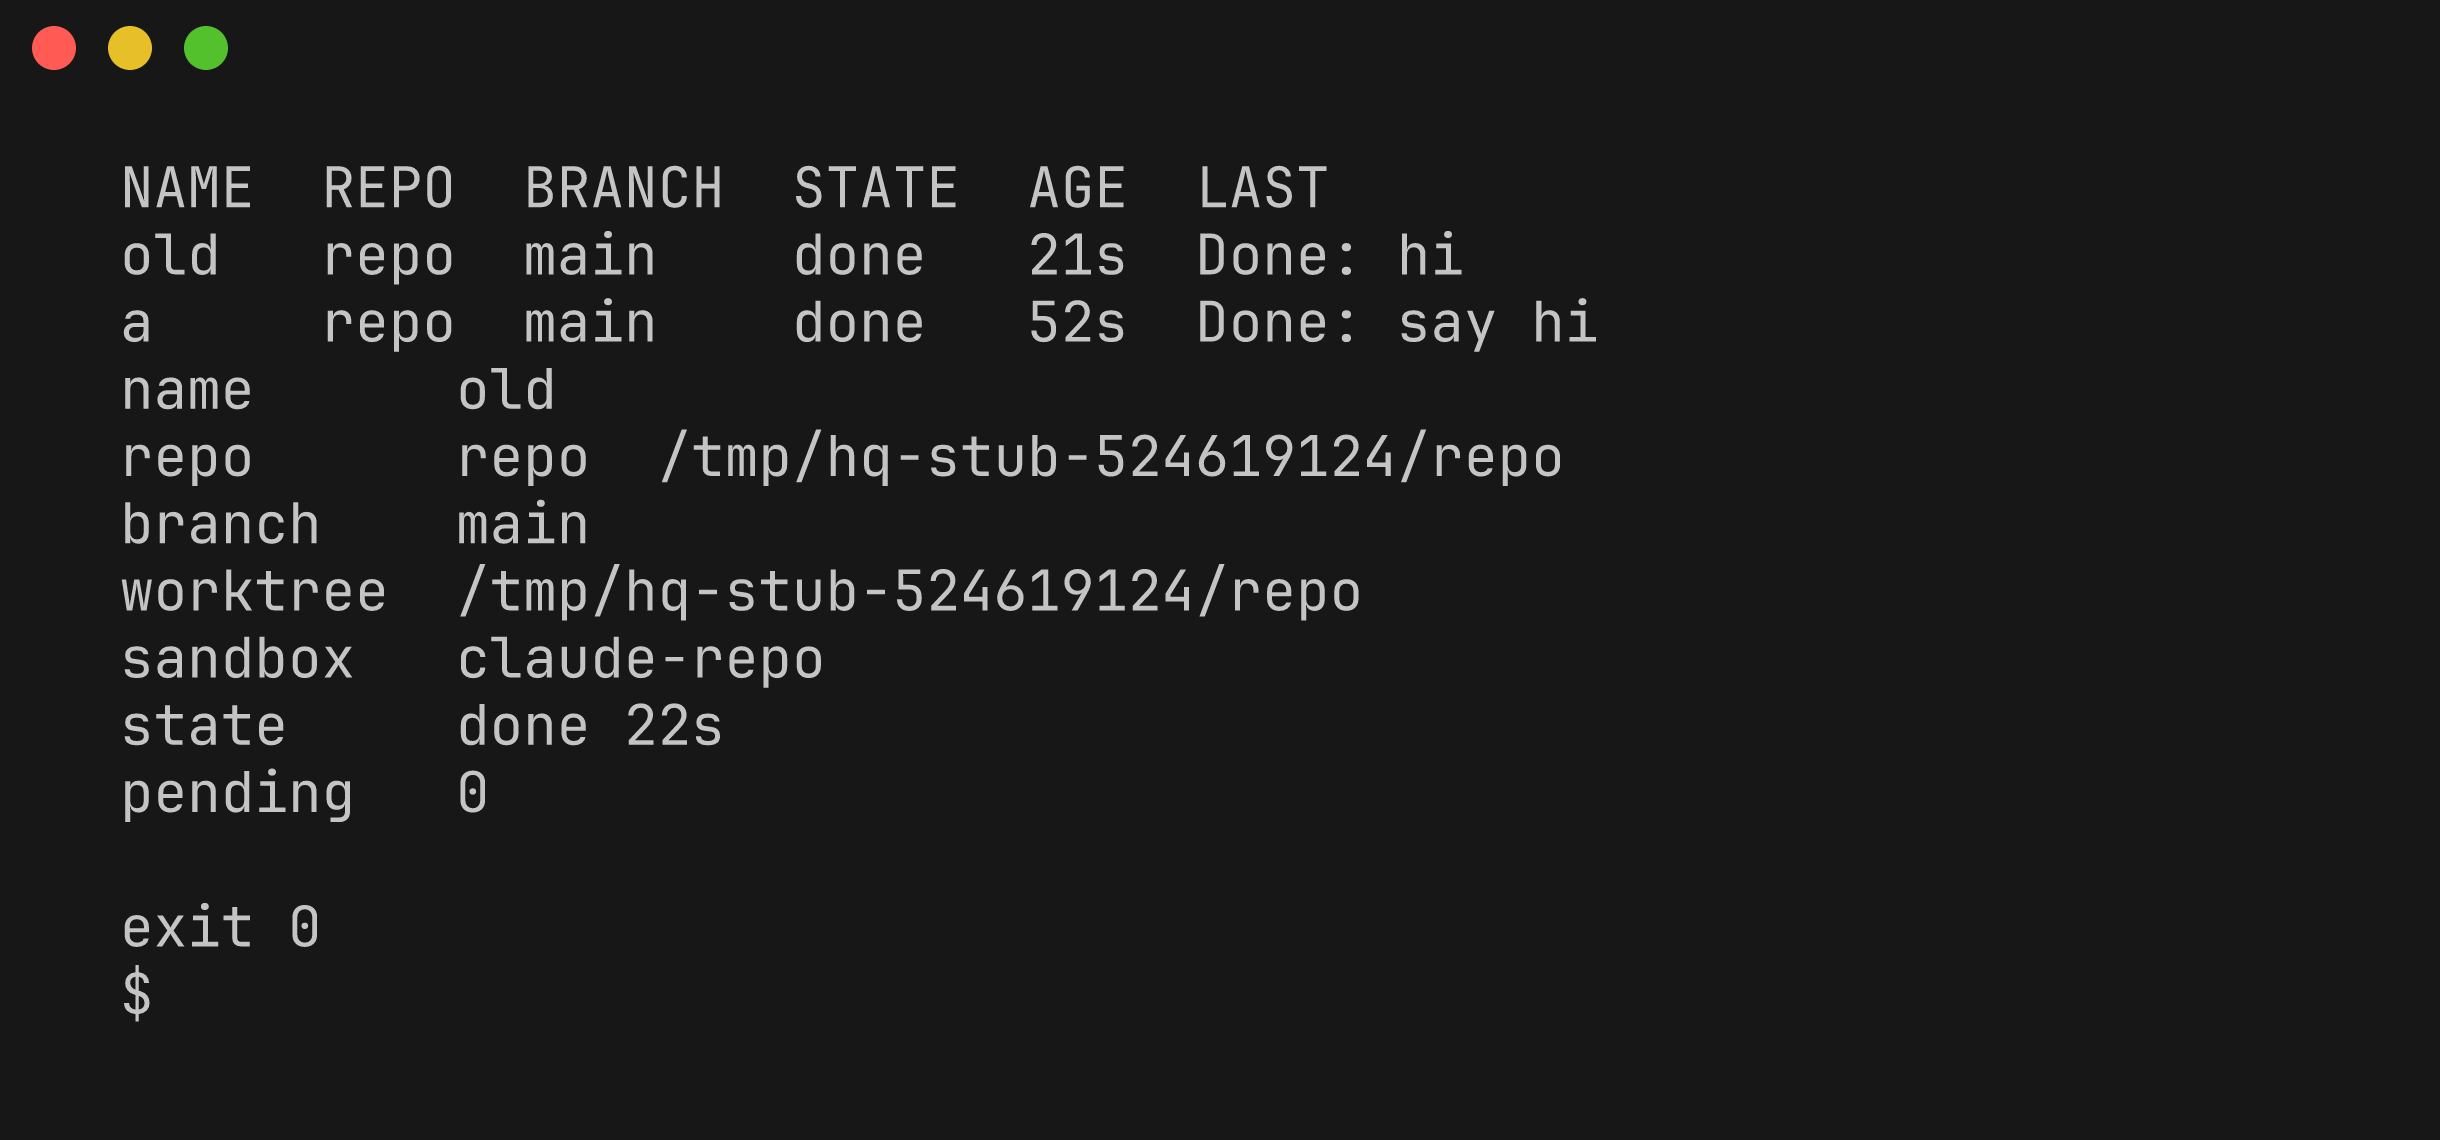 NAME  REPO  BRANCH  STATE  AGE  LAST
old   repo  main    done   21s  Done: hi
a     repo  main    done   52s  Done: say hi
name      old
repo      repo  /tmp/hq-stub-524619124/repo
branch    main
worktree  /tmp/hq-stub-524619124/repo
sandbox   claude-repo
state     done 22s
pending   0

exit 0
$